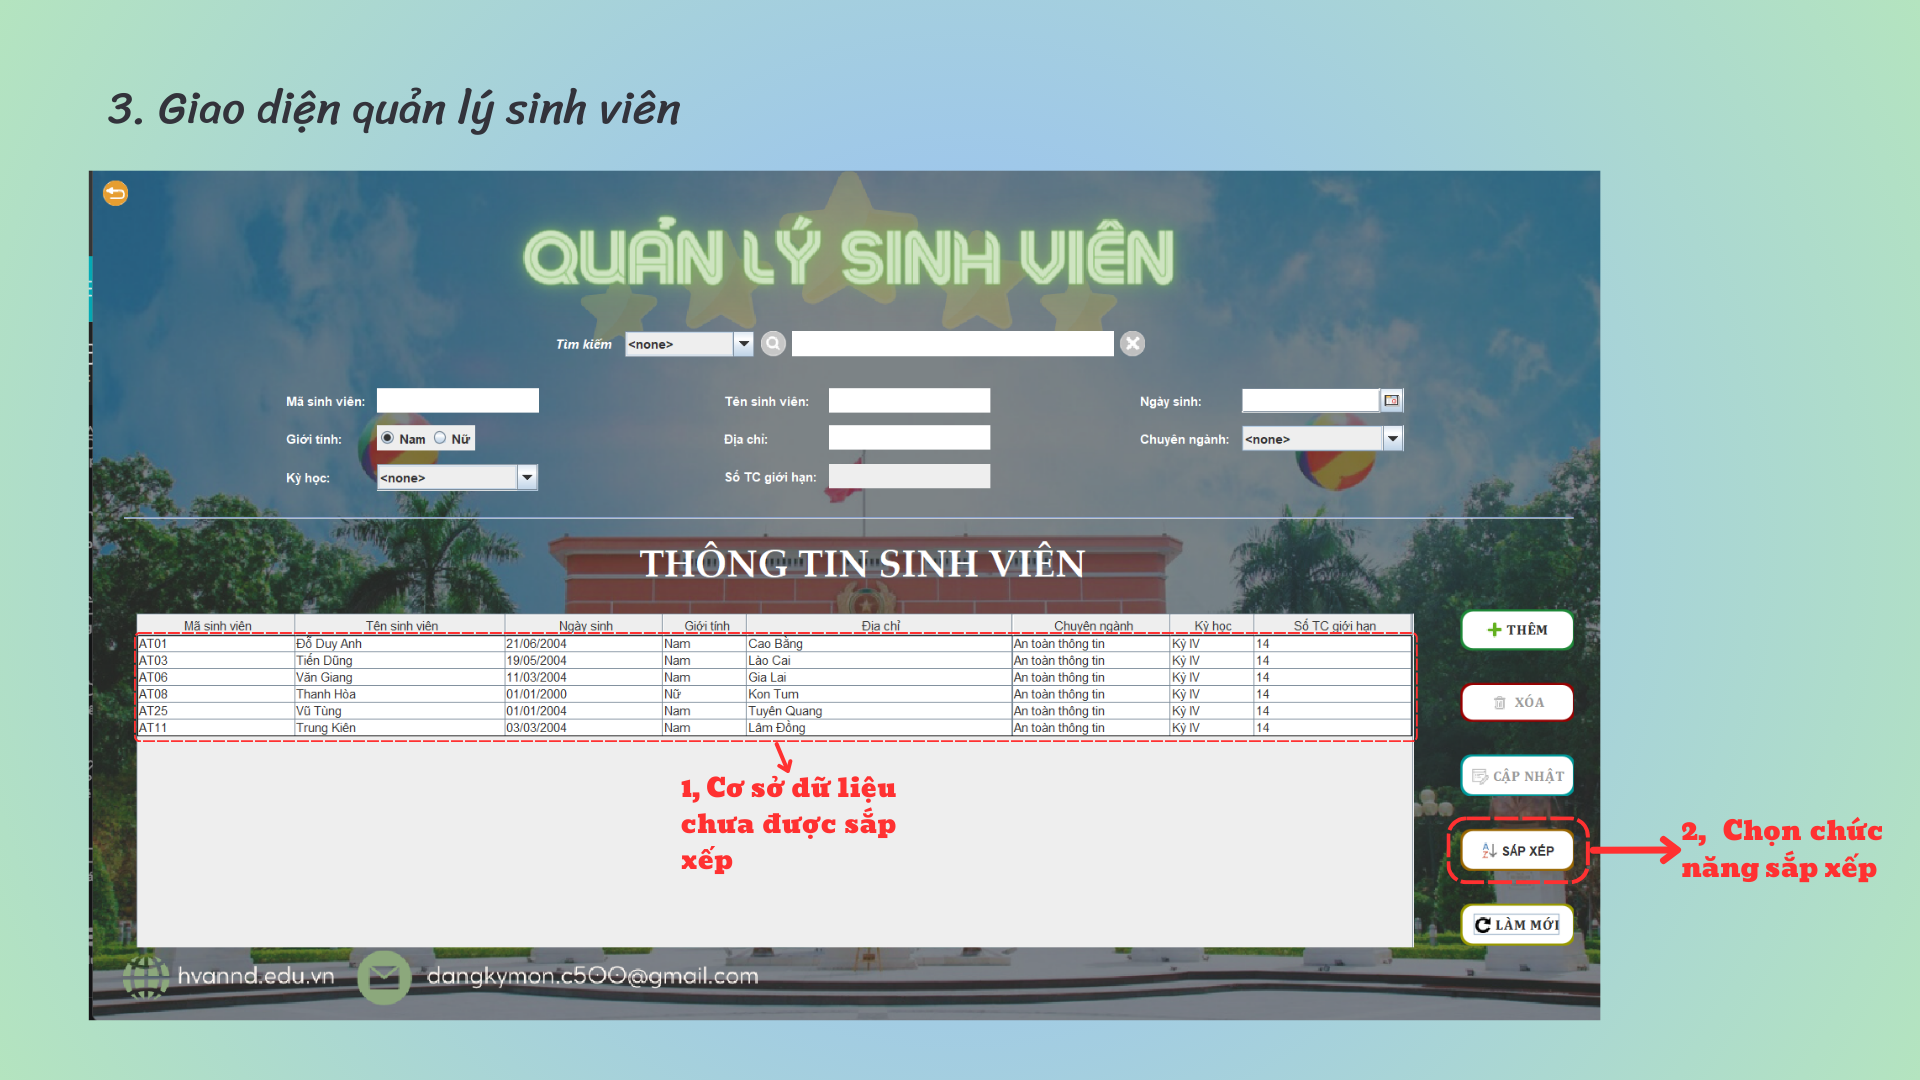 3. Giao diện quản lý sinh viên
QUẢN LÝ SINH VIÊN
Tìm kiếm <none>
Mã sinh viên: Tên sinh viên: Ngày sinh:
Giới tính: Nam Nữ Địa chỉ: Chuyên ngành: <none>
Kỳ học: <none> Số TC giới hạn:
THÔNG TIN SINH VIÊN
Mã sinh viên Tên sinh viên Ngày sinh Giới tính Địa chỉ Chuyên ngành Kỳ học Số TC giới hạn
AT01 Đỗ Duy Anh 21/06/2004 Nam Cao Bằng An toàn thông tin Kỳ IV 14
AT03 Tiến Dũng 19/05/2004 Nam Lào Cai An toàn thông tin Kỳ IV 14
AT06 Văn Giang 11/03/2004 Nam Gia Lai An toàn thông tin Kỳ IV 14
AT08 Thanh Hòa 01/01/2000 Nữ Kon Tum An toàn thông tin Kỳ IV 14
AT25 Vũ Tùng 01/01/2004 Nam Tuyên Quang An toàn thông tin Kỳ IV 14
AT11 Trung Kiên 03/03/2004 Nam Lâm Đồng An toàn thông tin Kỳ IV 14
THÊM
XÓA
CẬP NHẬT
SẮP XẾP
LÀM MỚI
1, Cơ sở dữ liệu
chưa được sắp
xếp
2, Chọn chức
năng sắp xếp
hvannd.edu.vn dangkymon.c500@gmail.com